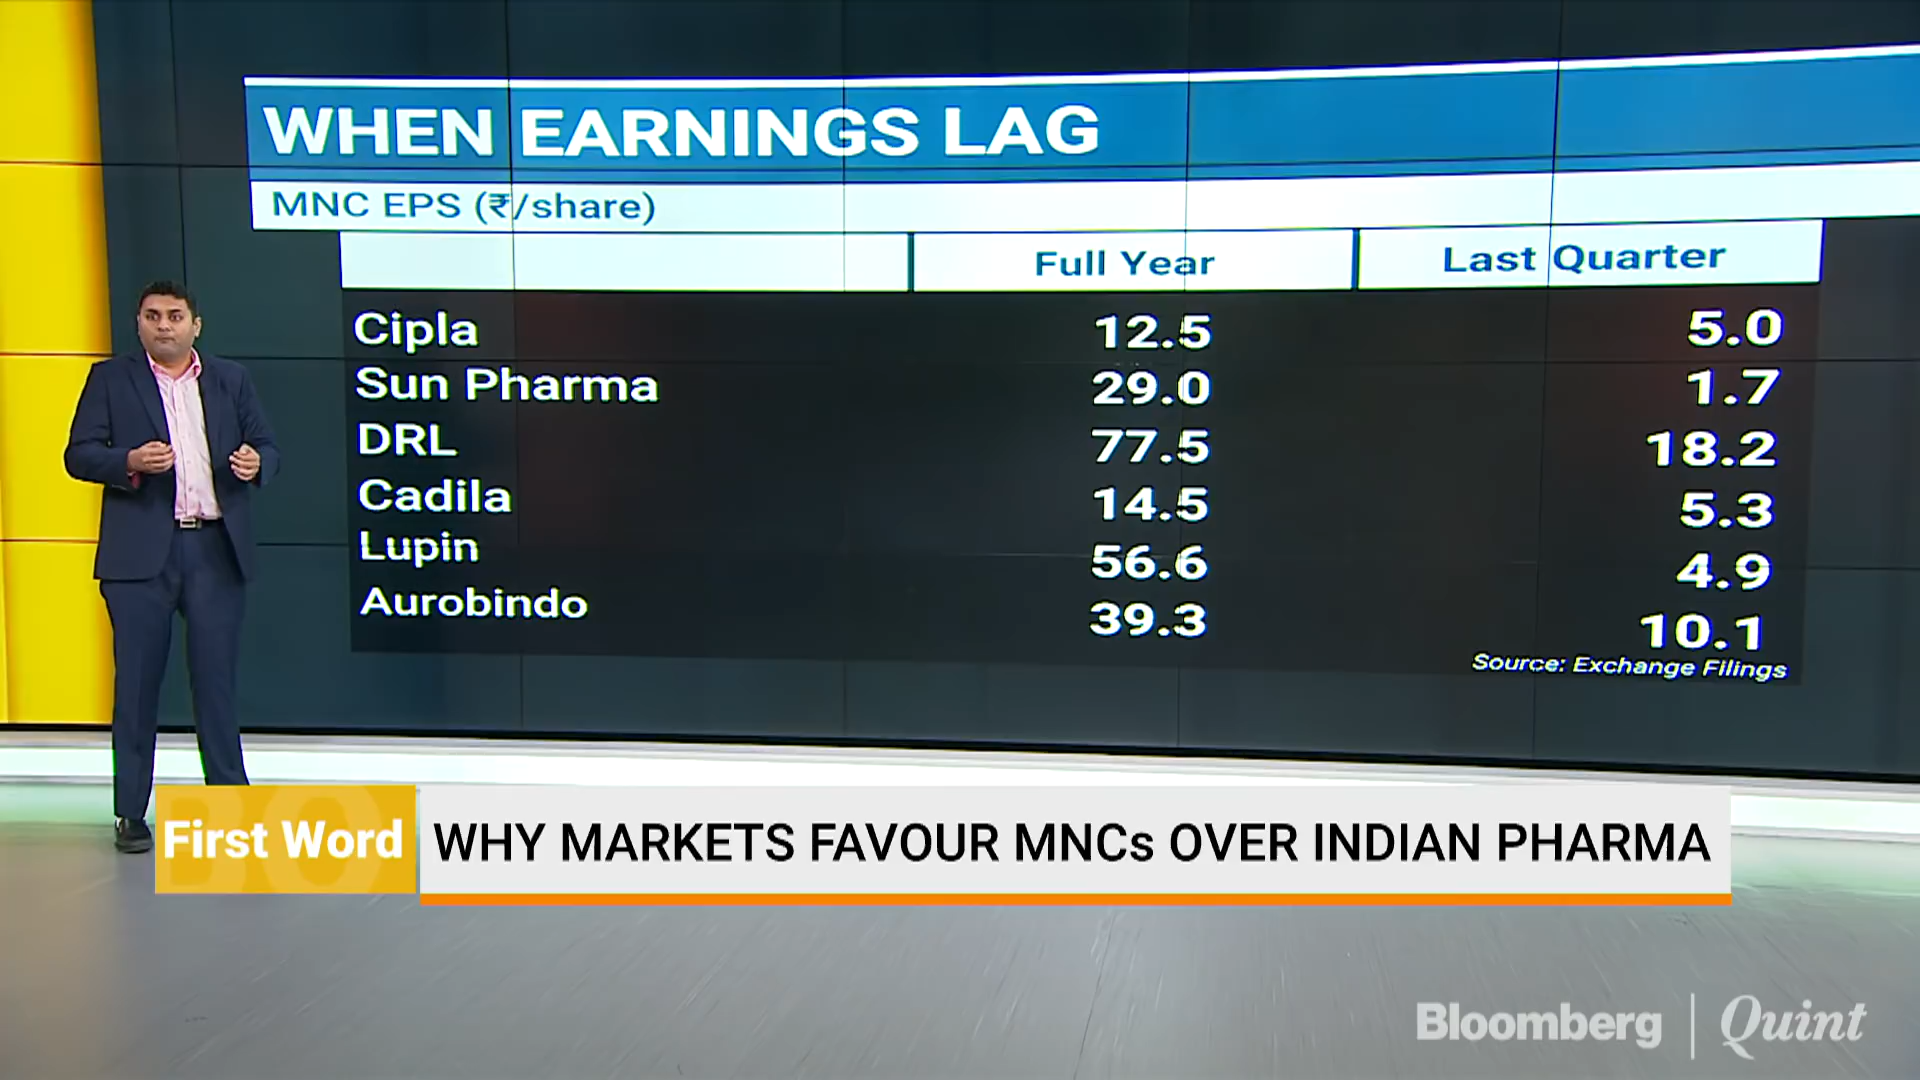 WHEN EARNINGS LAG
MNC EPS (₹/share)
Full Year Last Quarter
Cipla 12.5 5.0
Sun Pharma 29.0 1.7
DRL 77.5 18.2
Cadila 14.5 5.3
Lupin 56.6 4.9
Aurobindo 39.3 10.1
Source: Exchange Filings
First Word WHY MARKETS FAVOUR MNCs OVER INDIAN PHARMA
Bloomberg | Quint